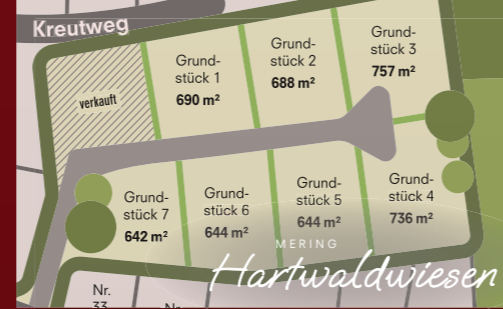 Kreutweg
verkauft
Grund-
stück 1
690 m²
Grund-
stück 2
688 m²
Grund-
stück 3
757 m²
Grund-
stück 7
642 m²
Grund-
stück 6
644 m²
Grund-
stück 5
644 m²
Grund-
stück 4
736 m²
MERING
Hartwaldwiesen
Nr.
33
Nr.